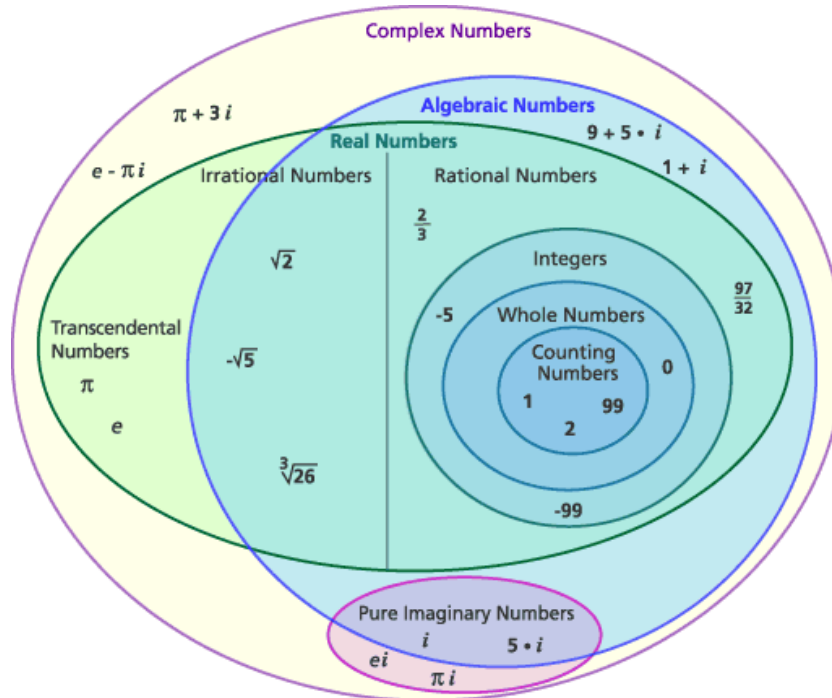 Complex Numbers
π + 3 i
Algebraic Numbers
9 + 5 • i
Real Numbers
e - π i
1 + i
Irrational Numbers
Rational Numbers
2/3
√2
Integers
97/32
-5
Whole Numbers
Transcendental
Numbers
Counting
Numbers
-√5
0
π
1
99
e
2
∛26
-99
Pure Imaginary Numbers
i
5 • i
ei
π i